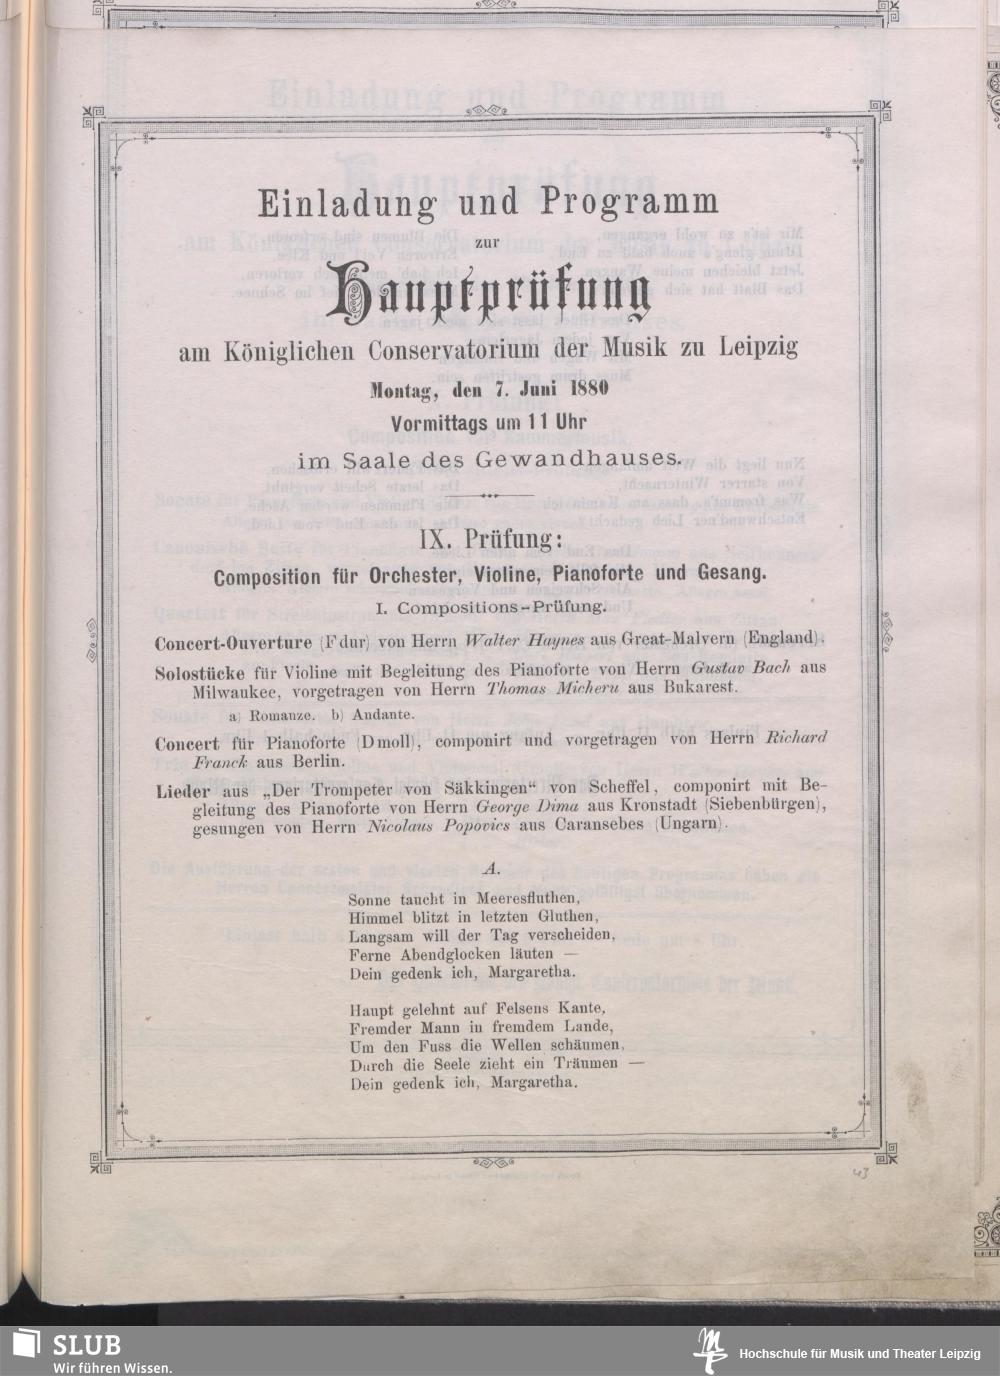 Einladung und Programm
zur
Hauptprüfung
am Königlichen Conservatorium der Musik zu Leipzig
Montag, den 7. Juni 1880
Vormittags um 11 Uhr
im Saale des Gewandhauses.
IX. Prüfung:
Composition für Orchester, Violine, Pianoforte und Gesang.
I. Compositions-Prüfung.
Concert-Ouverture (F dur) von Herrn Walter Haynes aus Great-Malvern (England).
Solostücke für Violine mit Begleitung des Pianoforte von Herrn Gustav Bach aus
Milwaukee, vorgetragen von Herrn Thomas Micheru aus Bukarest.
a) Romanze. b) Andante.
Concert für Pianoforte (D moll), componirt und vorgetragen von Herrn Richard
Franck aus Berlin.
Lieder aus „Der Trompeter von Säkkingen“ von Scheffel, componirt mit Be-
gleitung des Pianoforte von Herrn George Dima aus Kronstadt (Siebenbürgen),
gesungen von Herrn Nicolaus Popovics aus Caransebes (Ungarn).
A.
Sonne taucht in Meeresfluthen,
Himmel blitzt in letzten Gluthen,
Langsam will der Tag verscheiden,
Ferne Abendglocken läuten —
Dein gedenk ich, Margaretha.
Haupt gelehnt auf Felsens Kante,
Fremder Mann in fremdem Lande,
Um den Fuss die Wellen schäumen,
Durch die Seele zieht ein Träumen —
Dein gedenk ich, Margaretha.
43
SLUB
Wir führen Wissen.
Hochschule für Musik und Theater Leipzig